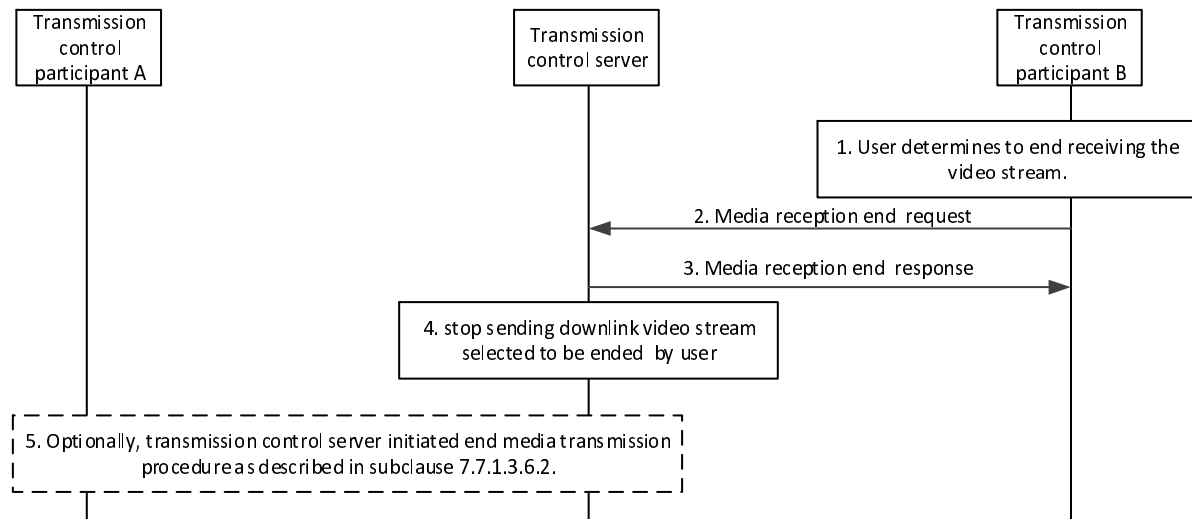 Transmission
control
participant A
Transmission
control server
Transmission
control
participant B
1. User determines to end receiving the
video stream.
2. Media reception end request
3. Media reception end response
4. stop sending downlink video stream
selected to be ended by user
5. Optionally, transmission control server initiated end media transmission
procedure as described in subclause 7.7.1.3.6.2.